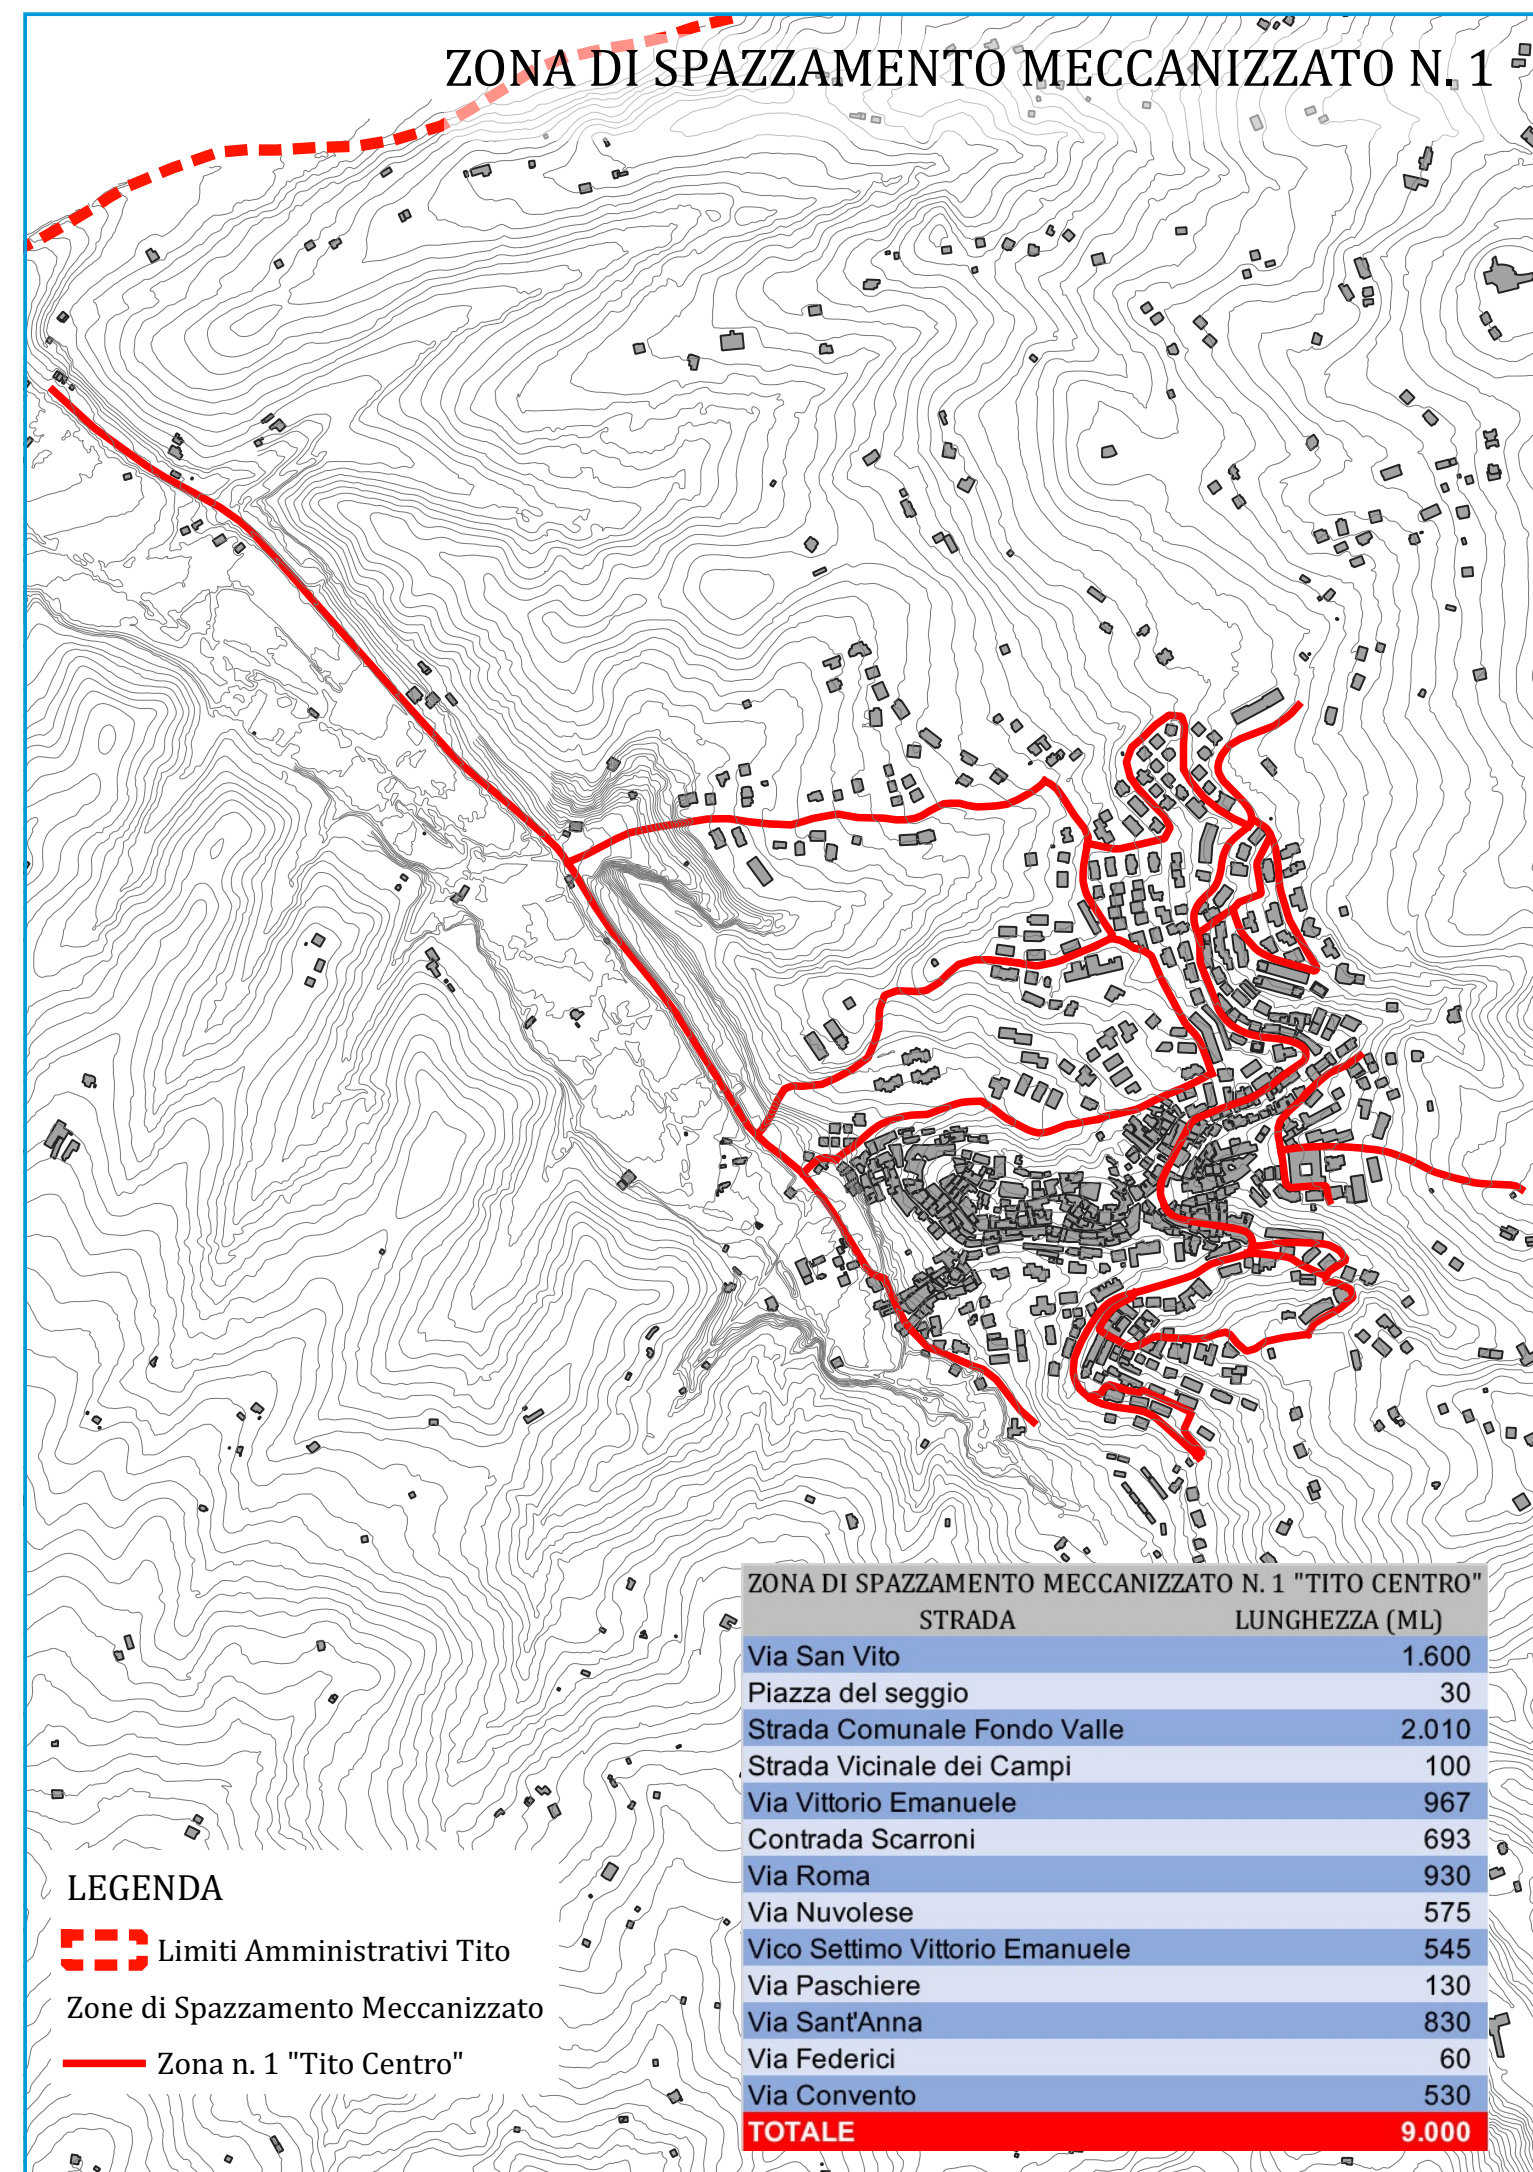 ZONA DI SPAZZAMENTO MECCANIZZATO N. 1
ZONA DI SPAZZAMENTO MECCANIZZATO N. 1 "TITO CENTRO"
STRADA LUNGHEZZA (ML)
Via San Vito 1.600
Piazza del seggio 30
Strada Comunale Fondo Valle 2.010
Strada Vicinale dei Campi 100
Via Vittorio Emanuele 967
Contrada Scarroni 693
Via Roma 930
Via Nuvolese 575
Vico Settimo Vittorio Emanuele 545
Via Paschiere 130
Via Sant'Anna 830
Via Federici 60
Via Convento 530
TOTALE 9.000
LEGENDA
Limiti Amministrativi Tito
Zone di Spazzamento Meccanizzato
Zona n. 1 "Tito Centro"